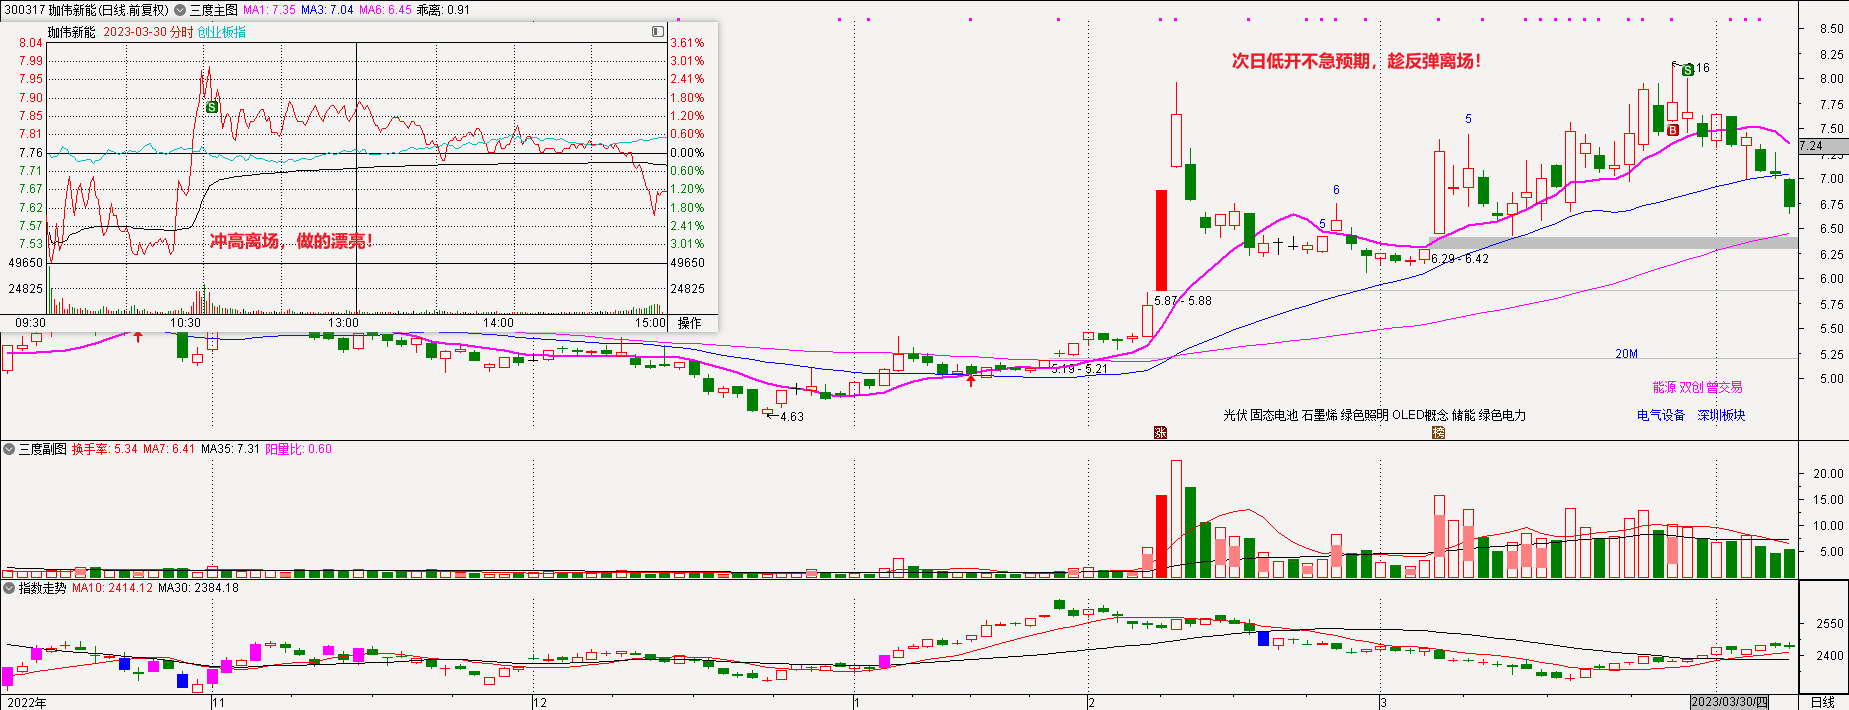 300317 珈伟新能(日线.前复权) 三度主图 MA1: 7.35 MA3: 7.04 MA6: 6.45 乖离: 0.91
珈伟新能 2023-03-30 分时 创业板指
8.04 3.61%
7.99 3.01%
7.95 2.41%
7.90 1.80%
7.85 1.20%
7.81 0.60%
7.76 0.00%
7.71 0.60%
7.67 1.20%
7.62 1.80%
7.57 2.41%
7.53 3.01%
49650 49650
24825 24825
09:30 10:30 13:00 14:00 15:00 操作
S
冲高离场，做的漂亮！
次日低开不急预期，趁反弹离场！
8.50
8.25
8.00
7.75
7.50
7.24
7.00
6.75
6.50
6.25
6.00
5.75
5.50
5.25
5.00
S
.16
B
5
6
5
6.29 - 6.42
5.87 - 5.88
5.19 - 5.21
4.63
20M
能源 双创 曾交易
光伏 固态电池 石墨烯 绿色照明 OLED概念 储能 绿色电力
电气设备 深圳板块
涨 榜
三度副图 换手率: 5.34 MA7: 6.41 MA35: 7.31 阳量比: 0.60
20.00
15.00
10.00
5.00
指数走势 MA10: 2414.12 MA30: 2384.18
2550
2400
2022年 11 12 1 2 3 2023/03/30/四 日线